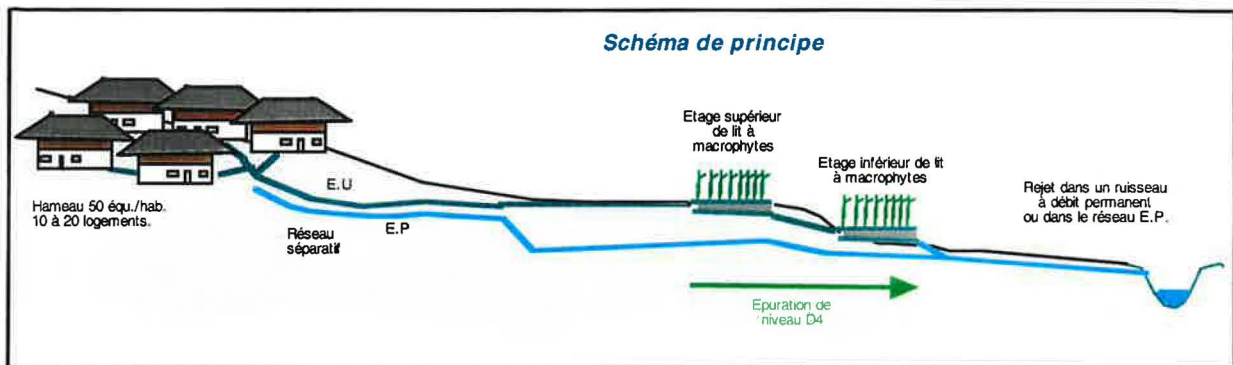 Schéma de principe
Etage supérieur
de lit à
macrophytes
Etage inférieur de lit
à macrophytes
Rejet dans un ruisseau
à débit permanent
ou dans le réseau E.P.
Hameau 50 équ./hab.
10 à 20 logements.
E.U
E.P
Réseau
séparatif
Epuration de
niveau D4